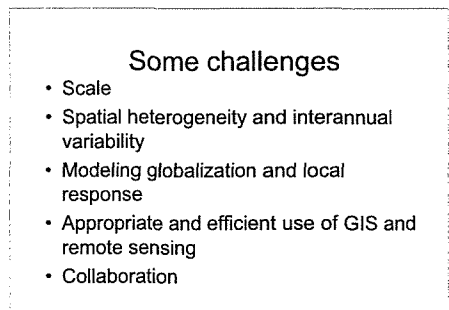 Some challenges
• Scale
• Spatial heterogeneity and interannual
variability
• Modeling globalization and local
response
• Appropriate and efficient use of GIS and
remote sensing
• Collaboration